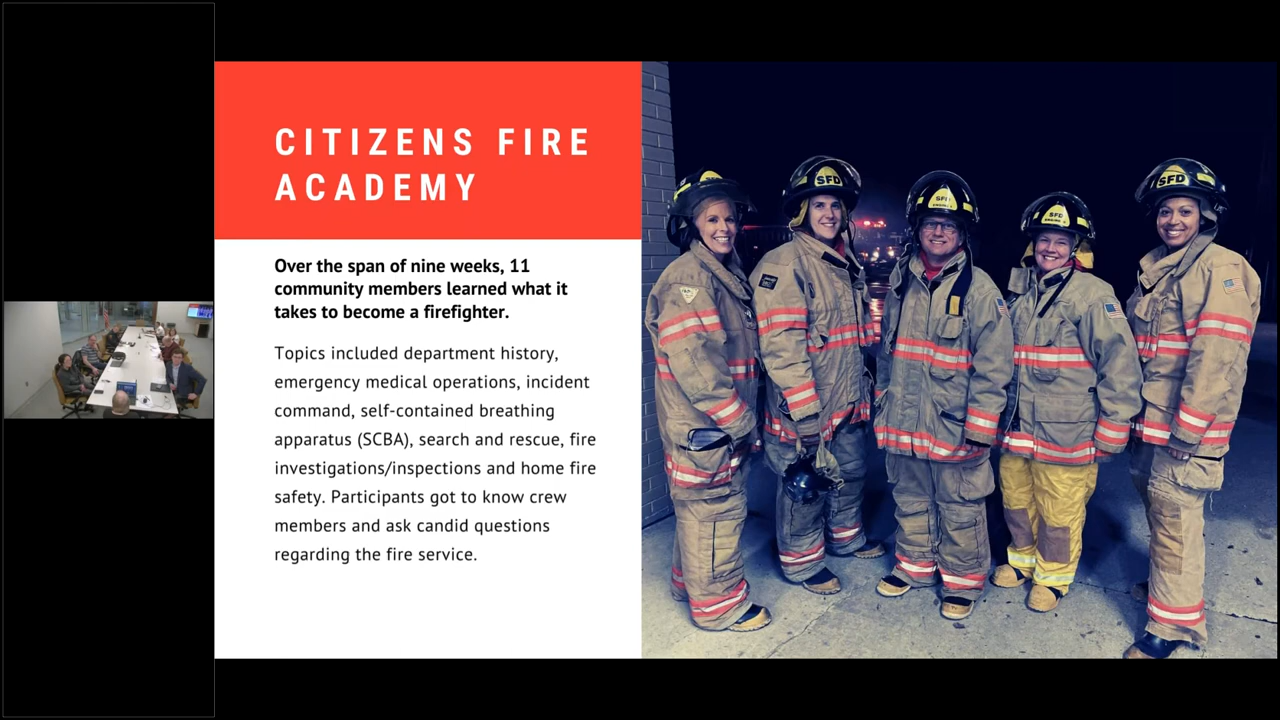 CITIZENS FIRE
ACADEMY
Over the span of nine weeks, 11
community members learned what it
takes to become a firefighter.
Topics included department history,
emergency medical operations, incident
command, self-contained breathing
apparatus (SCBA), search and rescue, fire
investigations/inspections and home fire
safety. Participants got to know crew
members and ask candid questions
regarding the fire service.
SFD
SFD
SFD
SFD